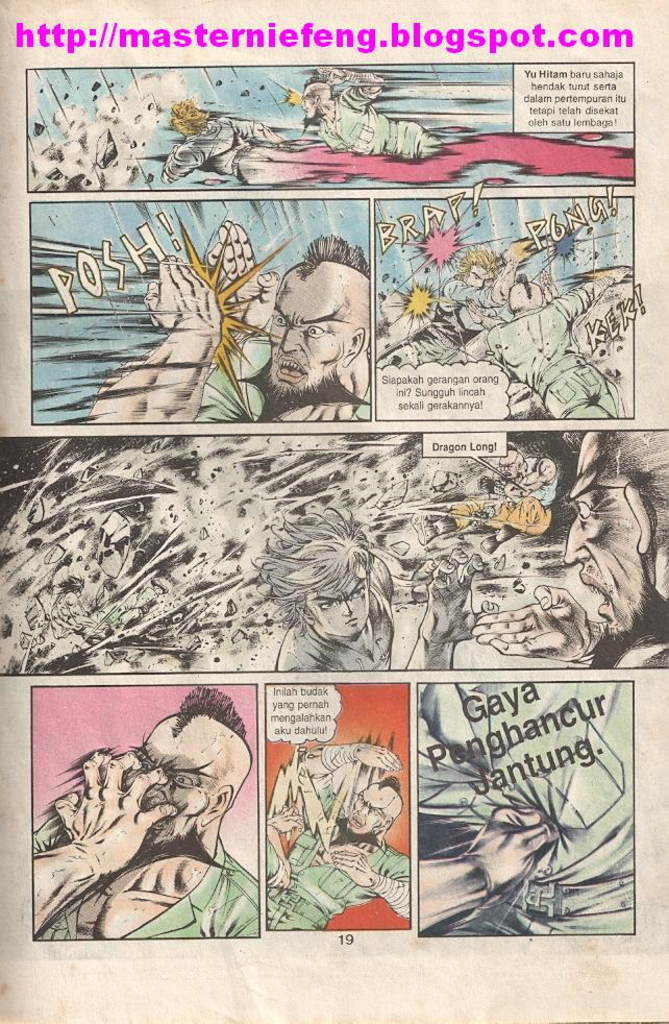 http://masterniefeng.blogspot.com
Yu Hitam baru sahaja
hendak turut serta
dalam pertempuran itu
tetapi telah disekat
oleh satu lembaga!
POSH!
BRAP!
PONG!
KEK!
Siapakah gerangan orang
ini? Sungguh lincah
sekali gerakannya!
Dragon Long!
Inilah budak
yang pernah
mengalahkan
aku dahulu!
Gaya
Penghancur
Jantung.
19